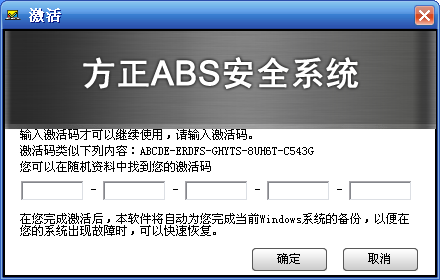 激活
方正ABS安全系统
输入激活码才可以继续使用，请输入激活码。
激活码类似下列内容：ABCDE-ERDFS-GHYTS-8UH6T-C543G
您可以在随机资料中找到您的激活码
- - - -
在您完成激活后，本软件将自动为您完成当前Windows系统的备份，以便在
您的系统出现故障时，可以快速恢复。
确定 取消